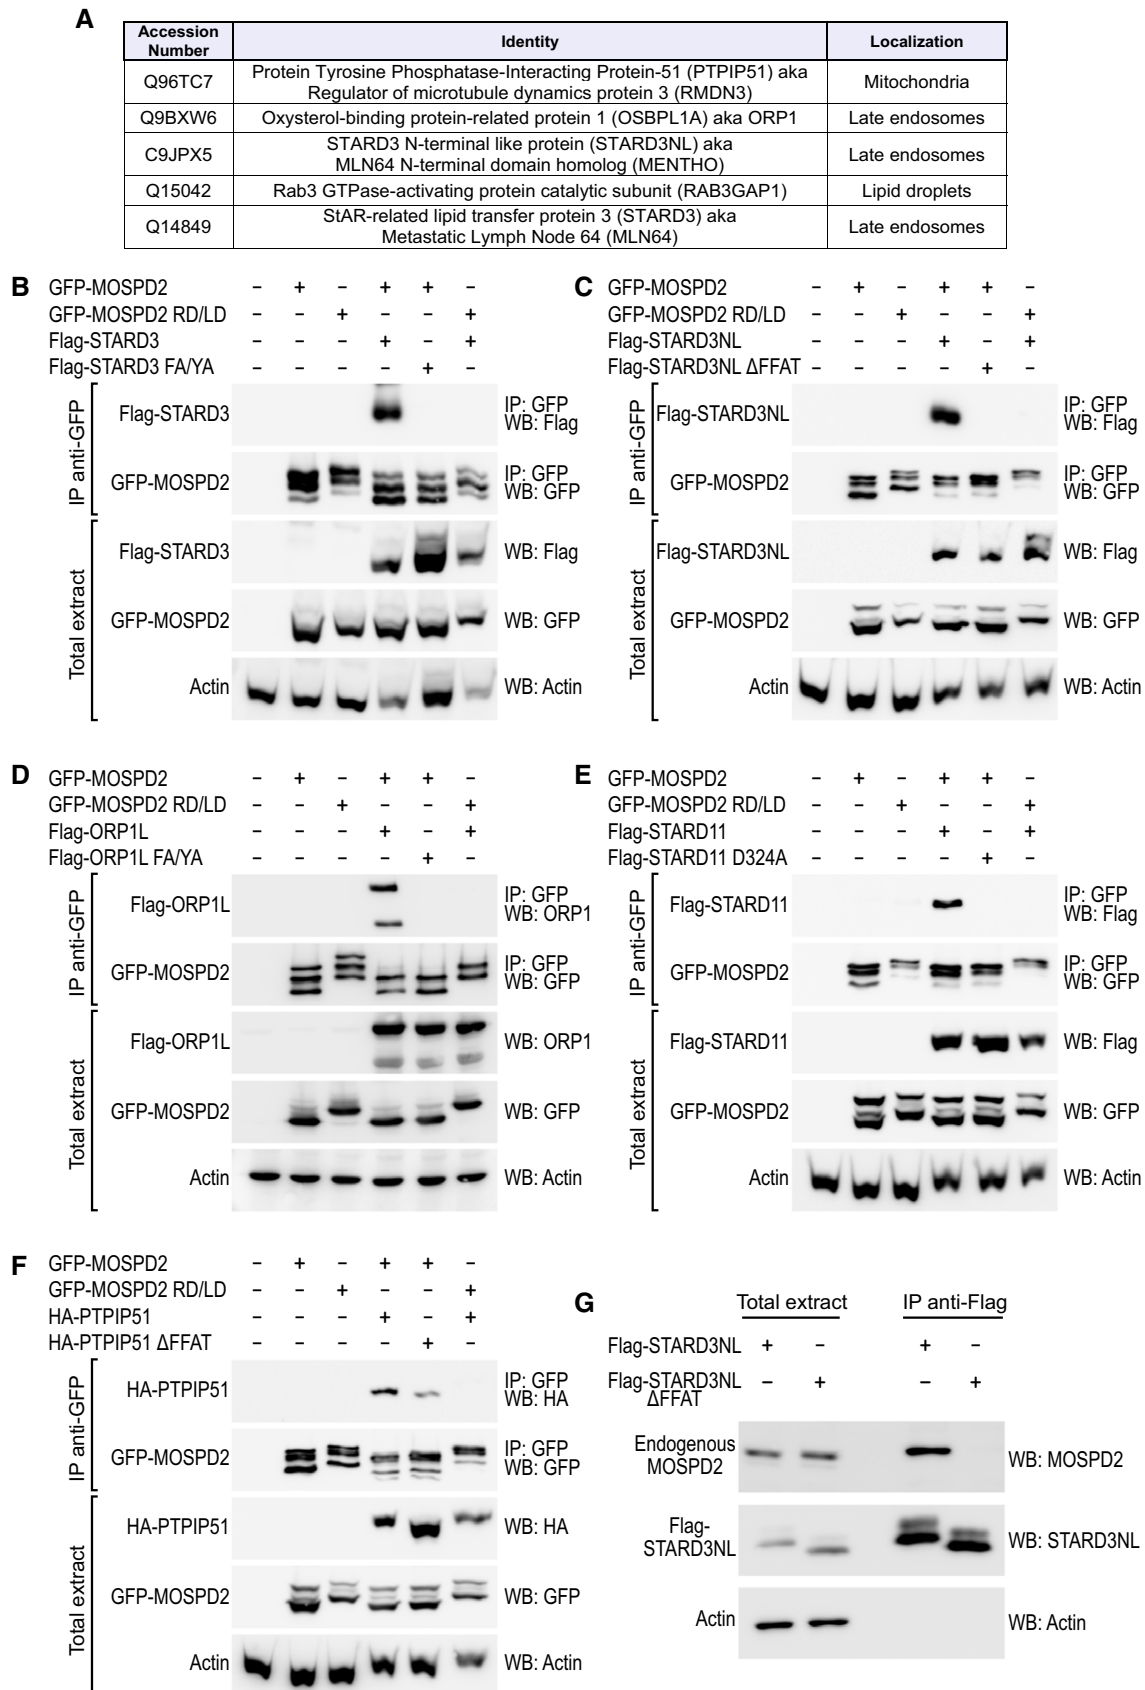 A
Accession Number
Identity
Localization
Q96TC7
Protein Tyrosine Phosphatase-Interacting Protein-51 (PTPIP51) aka
Regulator of microtubule dynamics protein 3 (RMDN3)
Mitochondria
Q9BXW6
Oxysterol-binding protein-related protein 1 (OSBPL1A) aka ORP1
Late endosomes
C9JPX5
STARD3 N-terminal like protein (STARD3NL) aka
MLN64 N-terminal domain homolog (MENTHO)
Late endosomes
Q15042
Rab3 GTPase-activating protein catalytic subunit (RAB3GAP1)
Lipid droplets
Q14849
StAR-related lipid transfer protein 3 (STARD3) aka
Metastatic Lymph Node 64 (MLN64)
Late endosomes
B
GFP-MOSPD2 – + – + + –
GFP-MOSPD2 RD/LD – – + – – +
Flag-STARD3 – – – + – +
Flag-STARD3 FA/YA – – – – + –
IP anti-GFP
Flag-STARD3
IP: GFP
WB: Flag
GFP-MOSPD2
IP: GFP
WB: GFP
Total extract
Flag-STARD3
WB: Flag
GFP-MOSPD2
WB: GFP
Actin
WB: Actin
C
GFP-MOSPD2 – + – + + –
GFP-MOSPD2 RD/LD – – + – – +
Flag-STARD3NL – – – + – +
Flag-STARD3NL ΔFFAT – – – – + –
IP anti-GFP
Flag-STARD3NL
IP: GFP
WB: Flag
GFP-MOSPD2
IP: GFP
WB: GFP
Total extract
Flag-STARD3NL
WB: Flag
GFP-MOSPD2
WB: GFP
Actin
WB: Actin
D
GFP-MOSPD2 – + – + + –
GFP-MOSPD2 RD/LD – – + – – +
Flag-ORP1L – – – + – +
Flag-ORP1L FA/YA – – – – + –
IP anti-GFP
Flag-ORP1L
IP: GFP
WB: ORP1
GFP-MOSPD2
IP: GFP
WB: GFP
Total extract
Flag-ORP1L
WB: ORP1
GFP-MOSPD2
WB: GFP
Actin
WB: Actin
E
GFP-MOSPD2 – + – + + –
GFP-MOSPD2 RD/LD – – + – – +
Flag-STARD11 – – – + – +
Flag-STARD11 D324A – – – – + –
IP anti-GFP
Flag-STARD11
IP: GFP
WB: Flag
GFP-MOSPD2
IP: GFP
WB: GFP
Total extract
Flag-STARD11
WB: Flag
GFP-MOSPD2
WB: GFP
Actin
WB: Actin
F
GFP-MOSPD2 – + – + + –
GFP-MOSPD2 RD/LD – – + – – +
HA-PTPIP51 – – – + – +
HA-PTPIP51 ΔFFAT – – – – + –
IP anti-GFP
HA-PTPIP51
IP: GFP
WB: HA
GFP-MOSPD2
IP: GFP
WB: GFP
Total extract
HA-PTPIP51
WB: HA
GFP-MOSPD2
WB: GFP
Actin
WB: Actin
G
Total extract IP anti-Flag
Flag-STARD3NL + – + –
Flag-STARD3NL
ΔFFAT – + – +
Endogenous
MOSPD2
WB: MOSPD2
Flag-
STARD3NL
WB: STARD3NL
Actin
WB: Actin